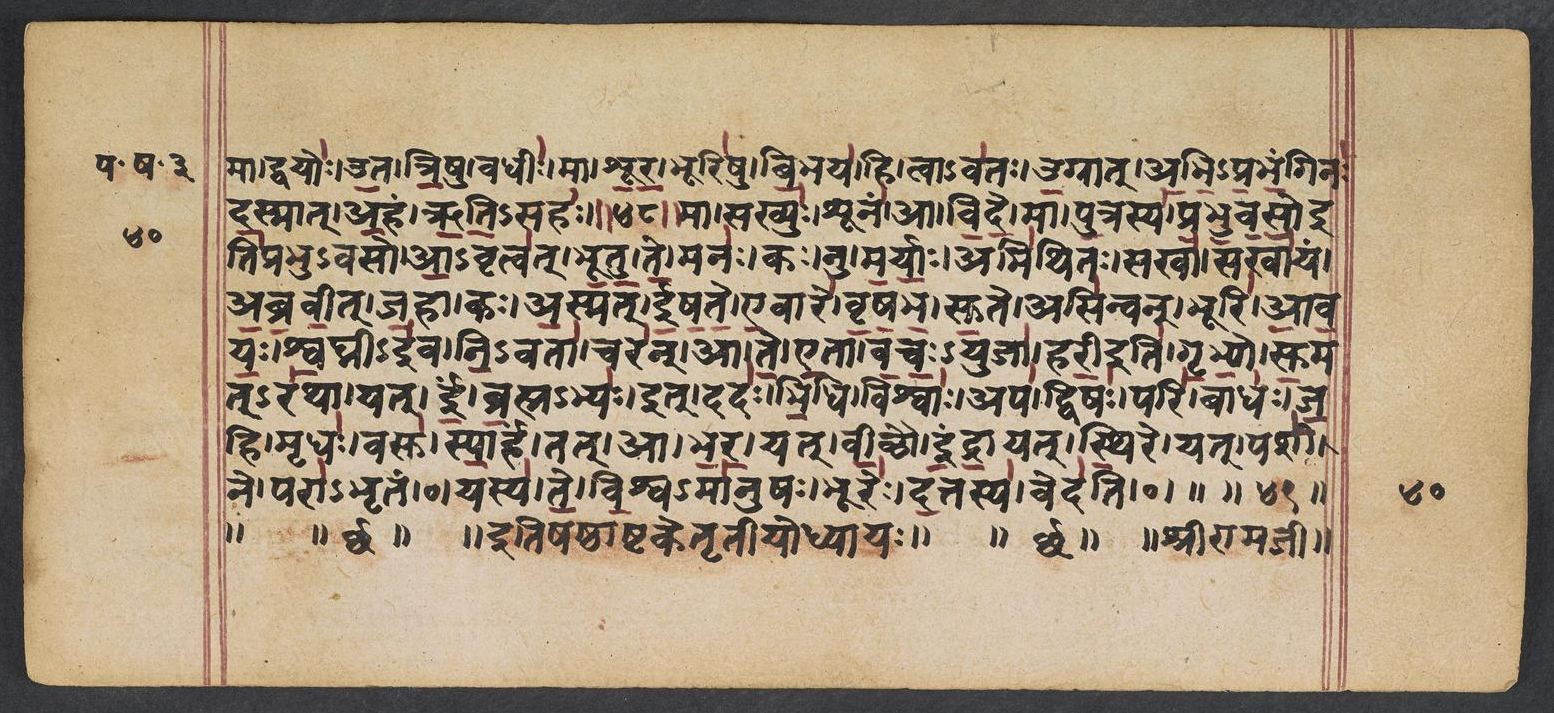 प॰ ष॰ ३
४०
मा।द्वयोः।उत।त्रिषु।वधीः।मा।शूर।भूरिषु।बिभय।हि।त्वाऽवतः।उग्रात्।अभिऽप्रभंगिनः
दस्मात्।अहं।ऋतिऽसहः॥४८।मा।सख्युः।शूनं।आ।विदे।मा।पुत्रस्य।प्रभुवसो इ
तिप्रभुऽवसो।आऽवृत्वत्।भूतु।ते।मनः।कः।नु।मर्याः।अमिथितः।सखा।सखायं।
अब्रवीत्।जहा।कः।अस्मत्।ईषते।एवारे।वृषभ।सुते।असिन्वन्।भूरि।आव
यः।श्वघ्नीऽइव।निऽवता।चरन्।आ।ते।एता।वचःऽयुजा।हरीइति।गृभ्णे।सुम
त्ऽरथा।यत्।ईं।ब्रह्मऽभ्यः।इत्।ददः।भिंधि।विश्वाः।अप।द्विषः।परि।बाधः।ज
हि।मृधः।वसु।स्पार्हं।तत्।आ।भर।यत्।वीळौ।इंद्र।यत्।स्थिरे।यत्।पर्शा
ने।पराऽभृतं।०।यस्य।ते।विश्वऽमानुषः।भूरेः।दत्तस्य।वेदति।०।॥ ॥ ४९॥
॥ ॥ छ ॥ ॥इतिषष्ठाष्टकेतृतीयोध्यायः॥ ॥ छ ॥ ॥श्रीरामजी॥
४०